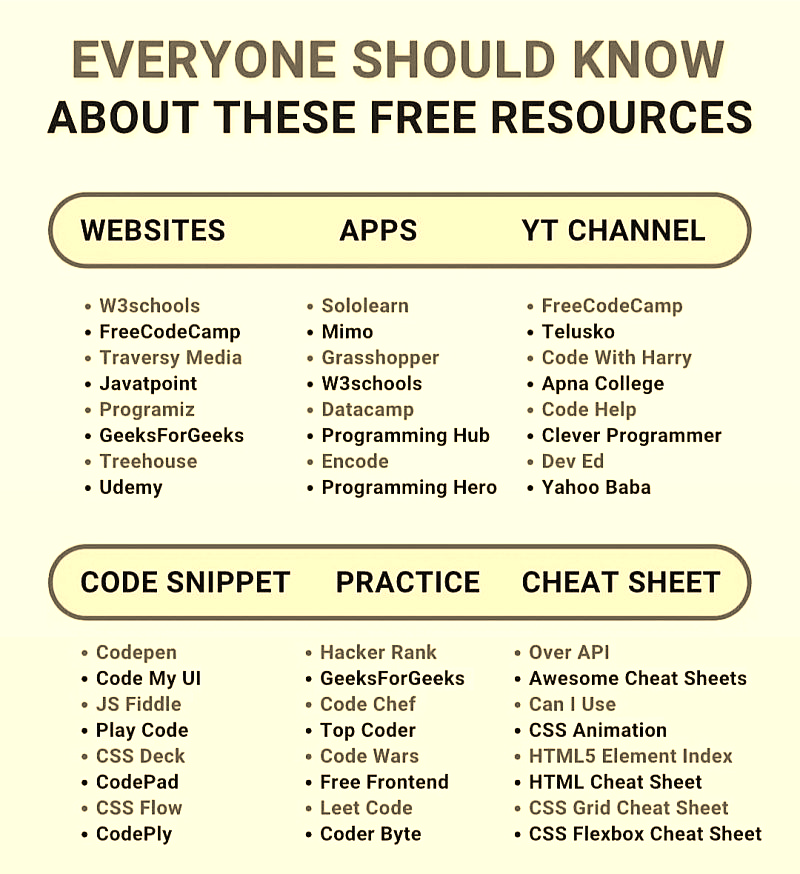 EVERYONE SHOULD KNOW
ABOUT THESE FREE RESOURCES
WEBSITES
• W3schools
• FreeCodeCamp
• Traversy Media
• Javatpoint
• Programiz
• GeeksForGeeks
• Treehouse
• Udemy
APPS
• Sololearn
• Mimo
• Grasshopper
• W3schools
• Datacamp
• Programming Hub
• Encode
• Programming Hero
YT CHANNEL
• FreeCodeCamp
• Telusko
• Code With Harry
• Apna College
• Code Help
• Clever Programmer
• Dev Ed
• Yahoo Baba
CODE SNIPPET
• Codepen
• Code My UI
• JS Fiddle
• Play Code
• CSS Deck
• CodePad
• CSS Flow
• CodePly
PRACTICE
• Hacker Rank
• GeeksForGeeks
• Code Chef
• Top Coder
• Code Wars
• Free Frontend
• Leet Code
• Coder Byte
CHEAT SHEET
• Over API
• Awesome Cheat Sheets
• Can I Use
• CSS Animation
• HTML5 Element Index
• HTML Cheat Sheet
• CSS Grid Cheat Sheet
• CSS Flexbox Cheat Sheet